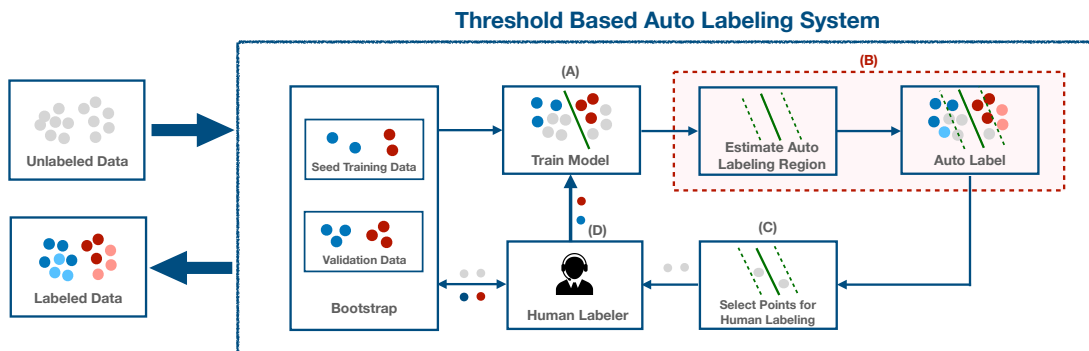 Threshold Based Auto Labeling System
Unlabeled Data
Labeled Data
Seed Training Data
Validation Data
Bootstrap
(A)
Train Model
(B)
Estimate Auto
Labeling Region
Auto Label
(C)
Select Points for
Human Labeling
(D)
Human Labeler